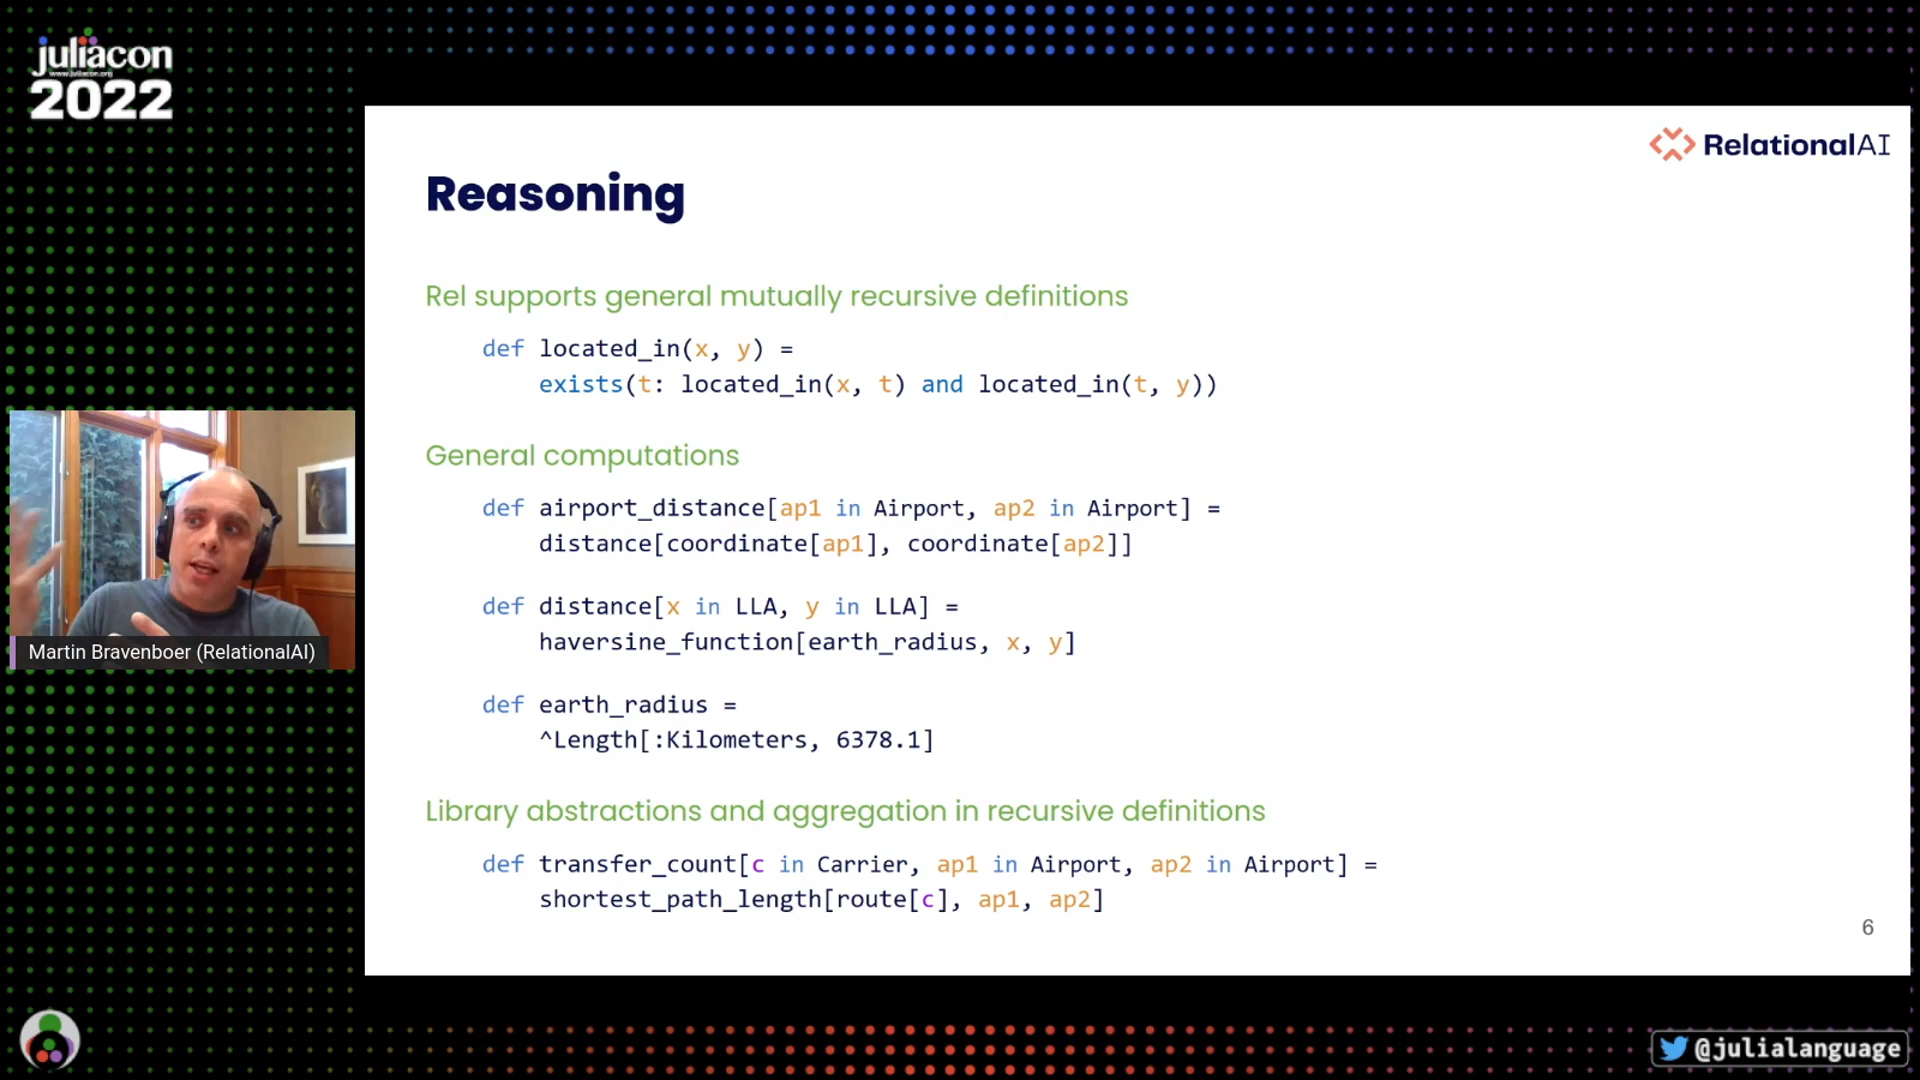 juliacon
www.juliacon.org
2022
RelationalAI
Reasoning
Rel supports general mutually recursive definitions
def located_in(x, y) =
exists(t: located_in(x, t) and located_in(t, y))
General computations
def airport_distance[ap1 in Airport, ap2 in Airport] =
distance[coordinate[ap1], coordinate[ap2]]
def distance[x in LLA, y in LLA] =
haversine_function[earth_radius, x, y]
def earth_radius =
^Length[:Kilometers, 6378.1]
Library abstractions and aggregation in recursive definitions
def transfer_count[c in Carrier, ap1 in Airport, ap2 in Airport] =
shortest_path_length[route[c], ap1, ap2]
6
Martin Bravenboer (RelationalAI)
@julialanguage